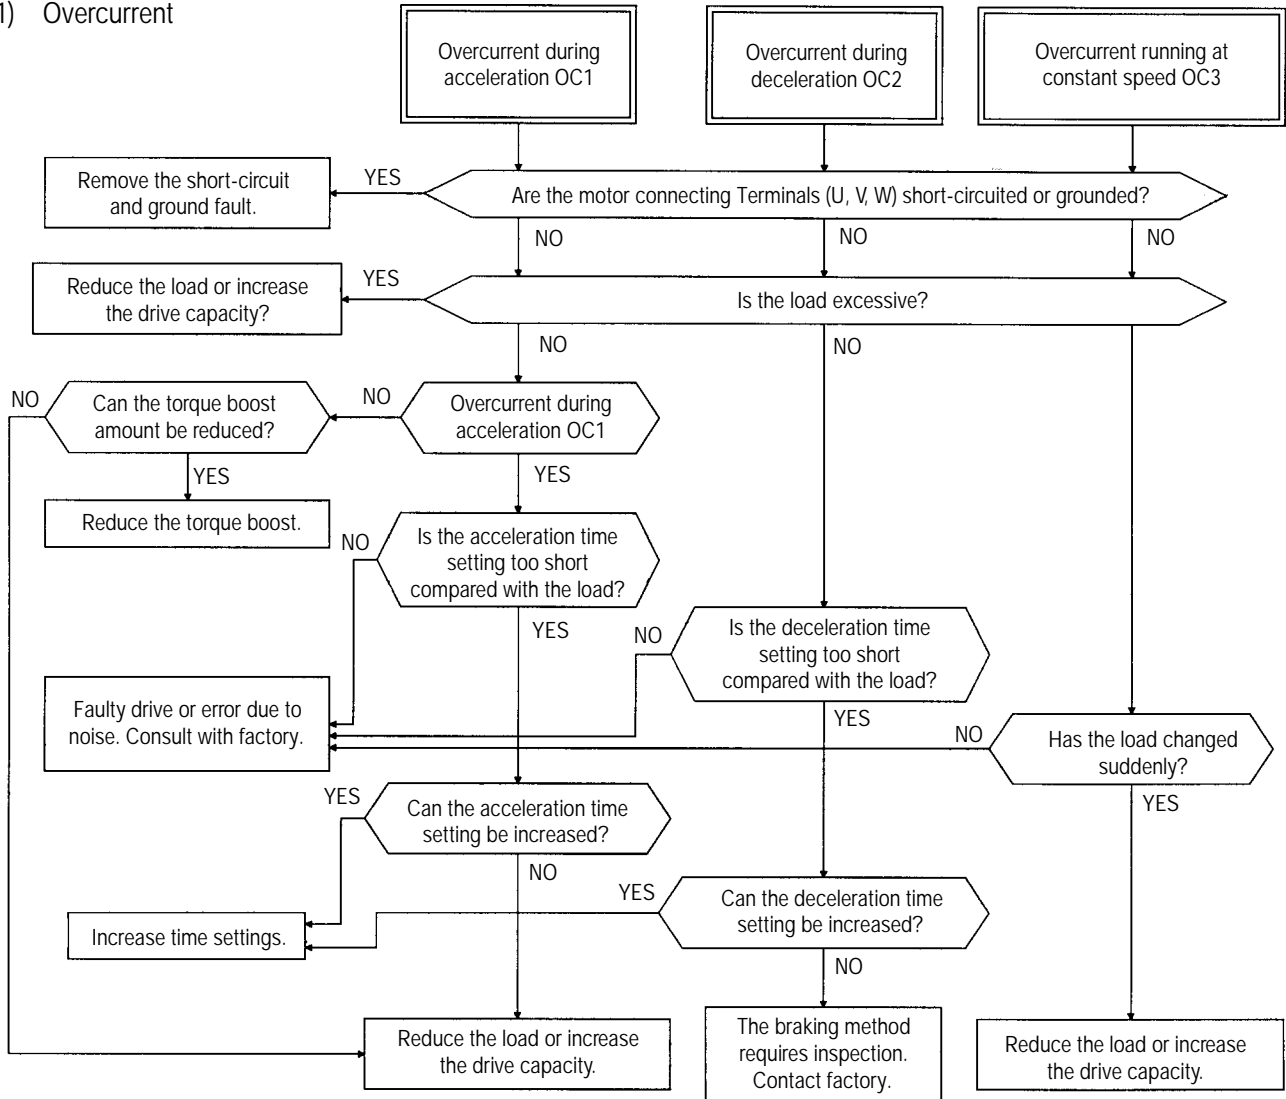 1) Overcurrent
Overcurrent during
acceleration OC1
Overcurrent during
deceleration OC2
Overcurrent running at
constant speed OC3
Remove the short-circuit
and ground fault.
YES
Are the motor connecting Terminals (U, V, W) short-circuited or grounded?
NO
NO
NO
Reduce the load or increase
the drive capacity?
YES
Is the load excessive?
NO
NO
NO
Can the torque boost
amount be reduced?
NO
Overcurrent during
acceleration OC1
YES
YES
Reduce the torque boost.
NO
Is the acceleration time
setting too short
compared with the load?
YES
NO
Is the deceleration time
setting too short
compared with the load?
YES
Faulty drive or error due to
noise. Consult with factory.
NO
Has the load changed
suddenly?
YES
YES
Can the acceleration time
setting be increased?
NO
YES
Can the deceleration time
setting be increased?
NO
Increase time settings.
Reduce the load or increase
the drive capacity.
The braking method
requires inspection.
Contact factory.
Reduce the load or increase
the drive capacity.